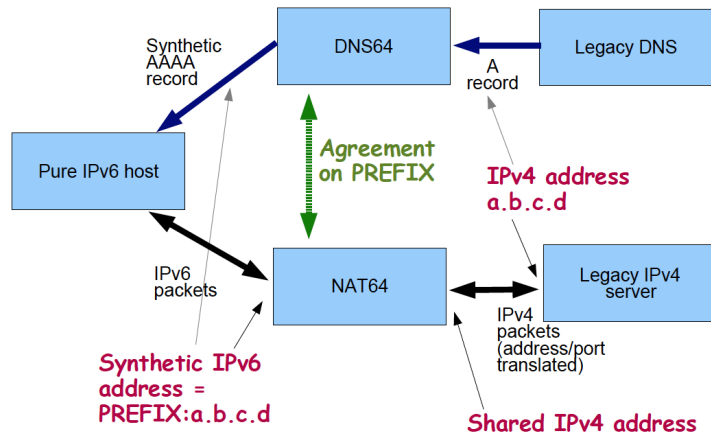 Synthetic
AAAA
record
DNS64
A
record
Legacy DNS
Pure IPv6 host
Agreement
on PREFIX
IPv4 address
a.b.c.d
IPv6
packets
NAT64
Legacy IPv4
server
IPv4
packets
(address/port
translated)
Synthetic IPv6
address =
PREFIX:a.b.c.d
Shared IPv4 address